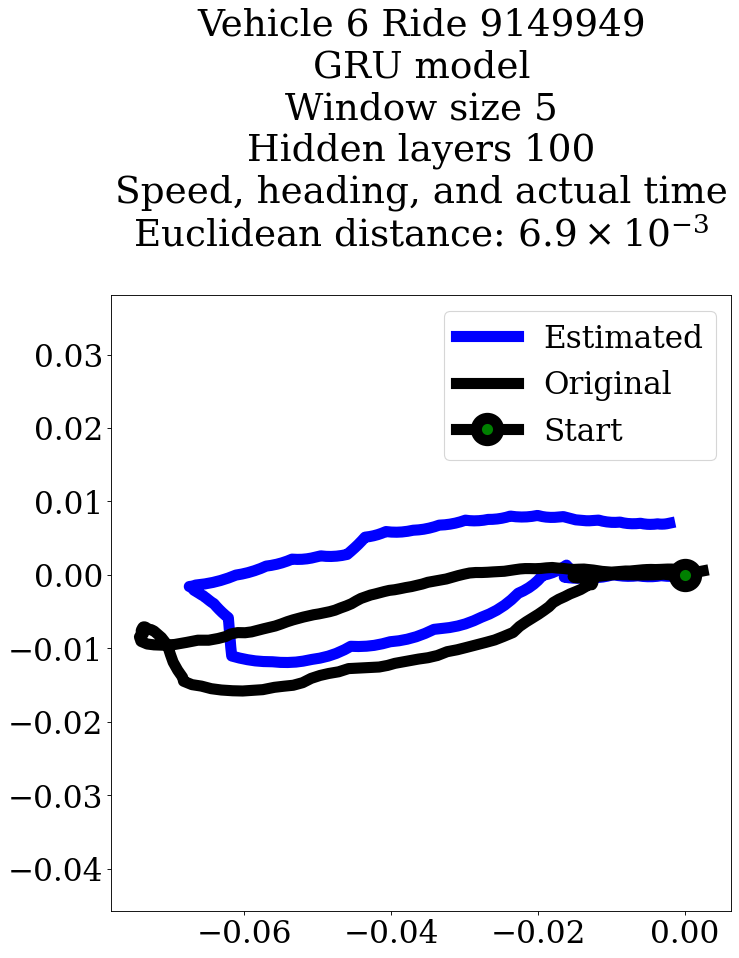 Vehicle 6 Ride 9149949
GRU model
Window size 5
Hidden layers 100
Speed, heading, and actual time
Euclidean distance: 6.9 × 10⁻³
Estimated
Original
Start
0.03
0.02
0.01
0.00
−0.01
−0.02
−0.03
−0.04
−0.06 −0.04 −0.02 0.00